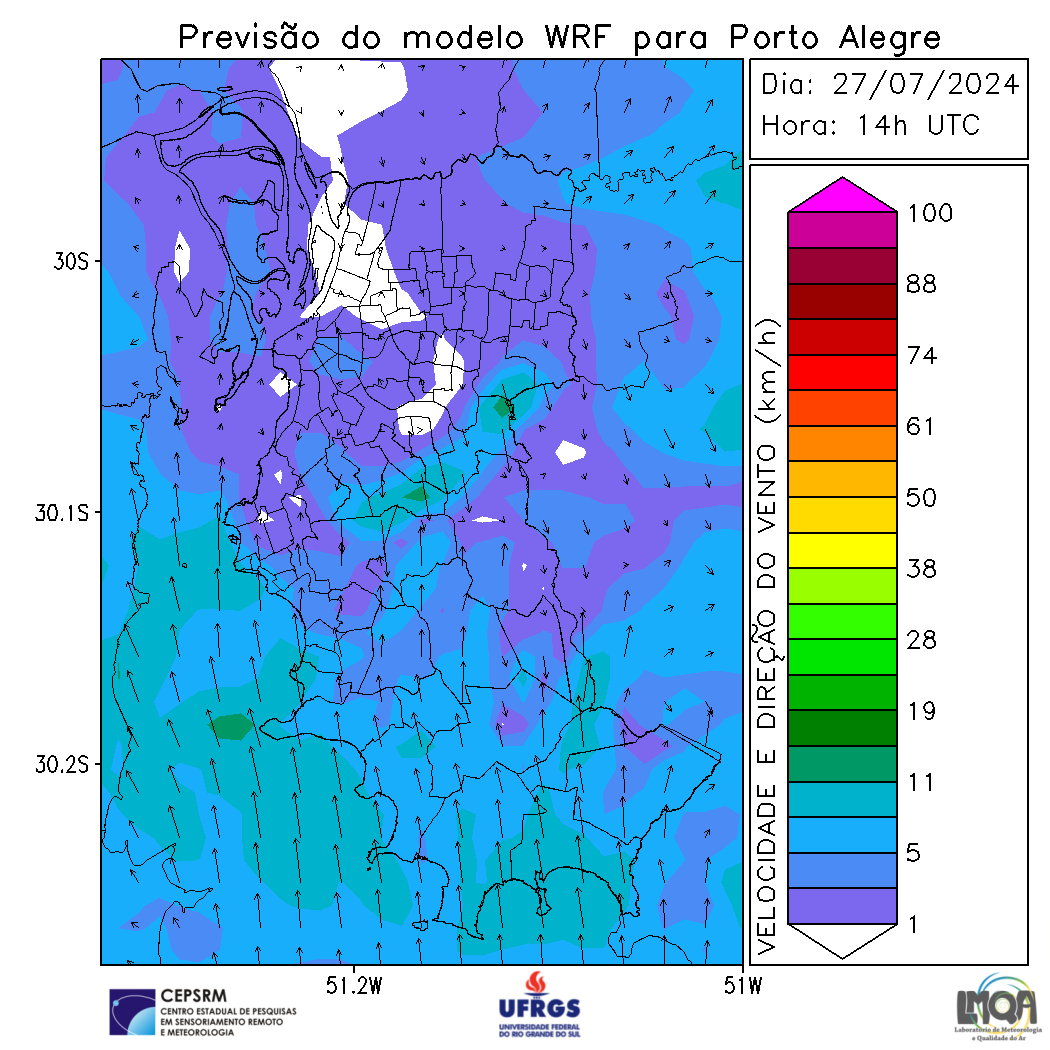 Previsão do modelo WRF para Porto Alegre
Dia: 27/07/2024
Hora: 14h UTC
30S
30.1S
30.2S
51.2W
51W
VELOCIDADE E DIREÇÃO DO VENTO (km/h)
100
88
74
61
50
38
28
19
11
5
1
CEPSRM
CENTRO ESTADUAL DE PESQUISAS
EM SENSORIAMENTO REMOTO
E METEOROLOGIA
UFRGS
UNIVERSIDADE FEDERAL
DO RIO GRANDE DO SUL
LMQA
Laboratório de Meteorologia
e Qualidade do Ar